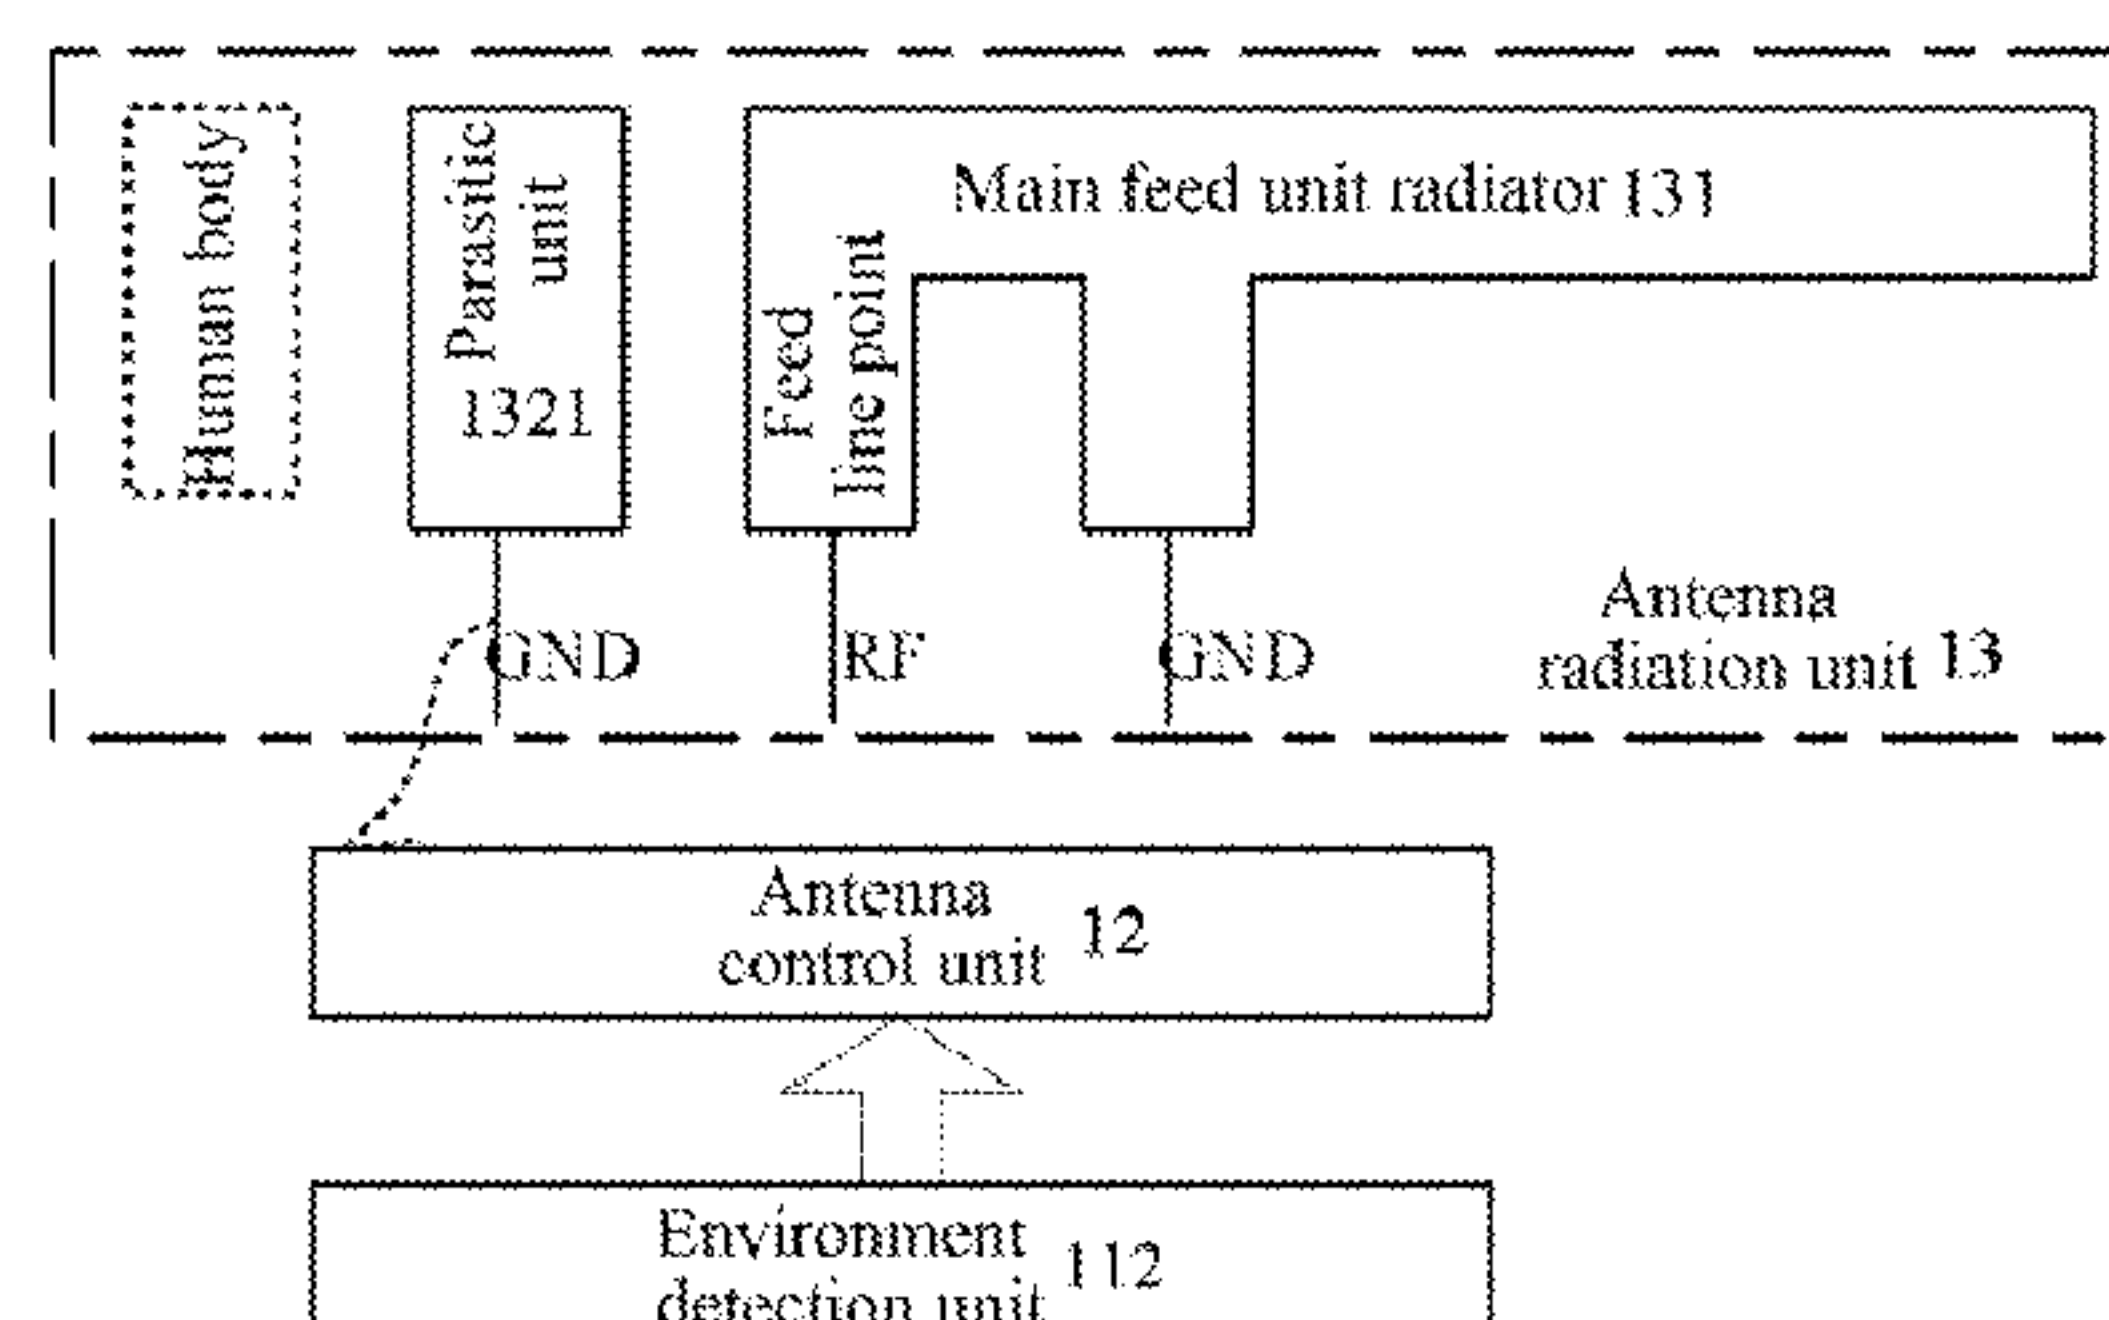 Human body
Parasitic
unit
1321
Main feed unit radiator 131
Feed
line point
GND
RF
GND
Antenna
radiation unit 13
Antenna
control unit 12
Environment
detection unit 112